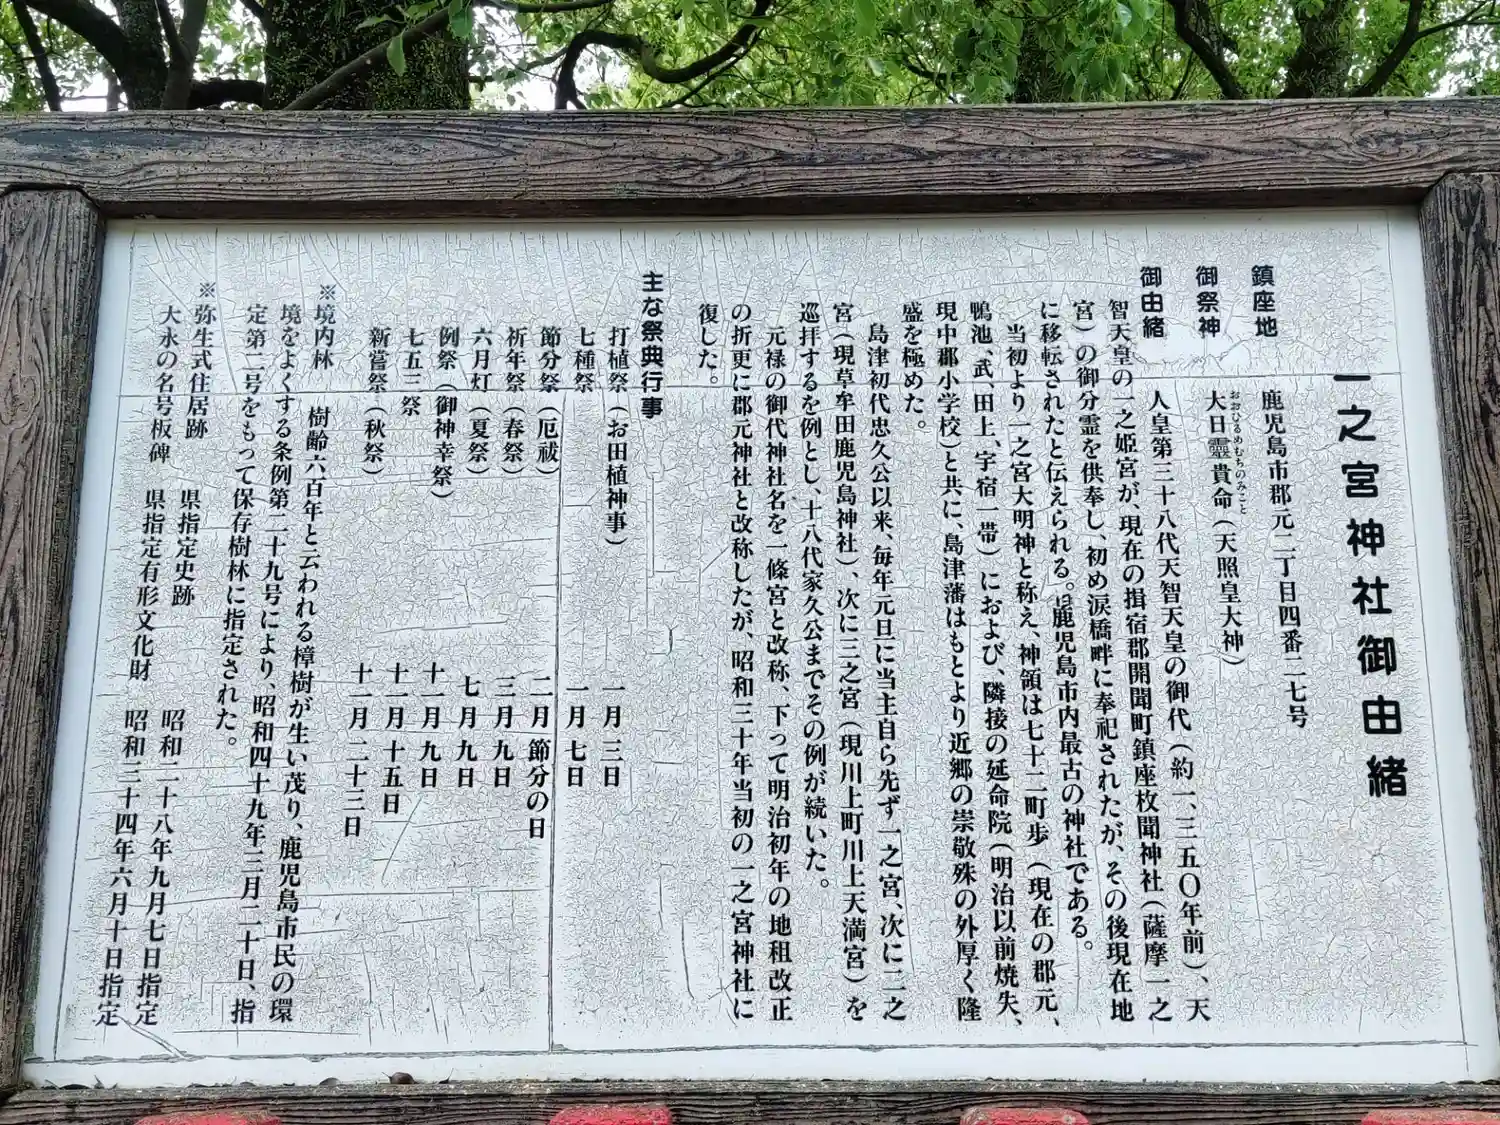 一之宮神社御由緒
鎮座地
鹿児島市郡元二丁目四番二七号
御祭神
おおひるめむちのみこと
大日靈貴命（天照皇大神）
御由緒
人皇第三十八代天智天皇の御代（約一、三五〇年前）、天
智天皇の一之姫宮が、現在の揖宿郡開聞町鎮座枚聞神社（薩摩一之
宮）の御分霊を供奉し、初め涙橋畔に奉祀されたが、その後現在地
に移転されたと伝えられる。鹿児島市内最古の神社である。
当初より一之宮大明神と称え、神領は七十二町歩（現在の郡元、
鴨池、武、田上、宇宿一帯）におよび、隣接の延命院（明治以前焼失、
現中郡小学校）と共に、島津藩はもとより近郷の崇敬殊の外厚く隆
盛を極めた。
島津初代忠久公以来、毎年元旦に当主自ら先ず一之宮、次に二之
宮（現草牟田鹿児島神社）、次に三之宮（現川上町川上天満宮）を
巡拝するを例とし、十八代家久公までその例が続いた。
元禄の御代神社名を一條宮と改称、下って明治初年の地租改正
の折更に郡元神社と改称したが、昭和三十年当初の一之宮神社に
復した。
主な祭典行事
打植祭（お田植神事）　一月三日
七種祭　一月七日
節分祭（厄祓）　二月節分の日
祈年祭（春祭）　三月九日
六月灯（夏祭）　七月九日
例祭（御神幸祭）　十一月九日
七五三祭　十一月十五日
新嘗祭（秋祭）　十一月二十三日
※境内林　樹齢六百年と云われる樟樹が生い茂り、鹿児島市民の環
境をよくする条例第二十九号により、昭和四十九年三月二十日、指
定第二号をもって保存樹林に指定された。
※弥生式住居跡　県指定史跡　昭和二十八年九月七日指定
大永の名号板碑　県指定有形文化財　昭和三十四年六月十日指定